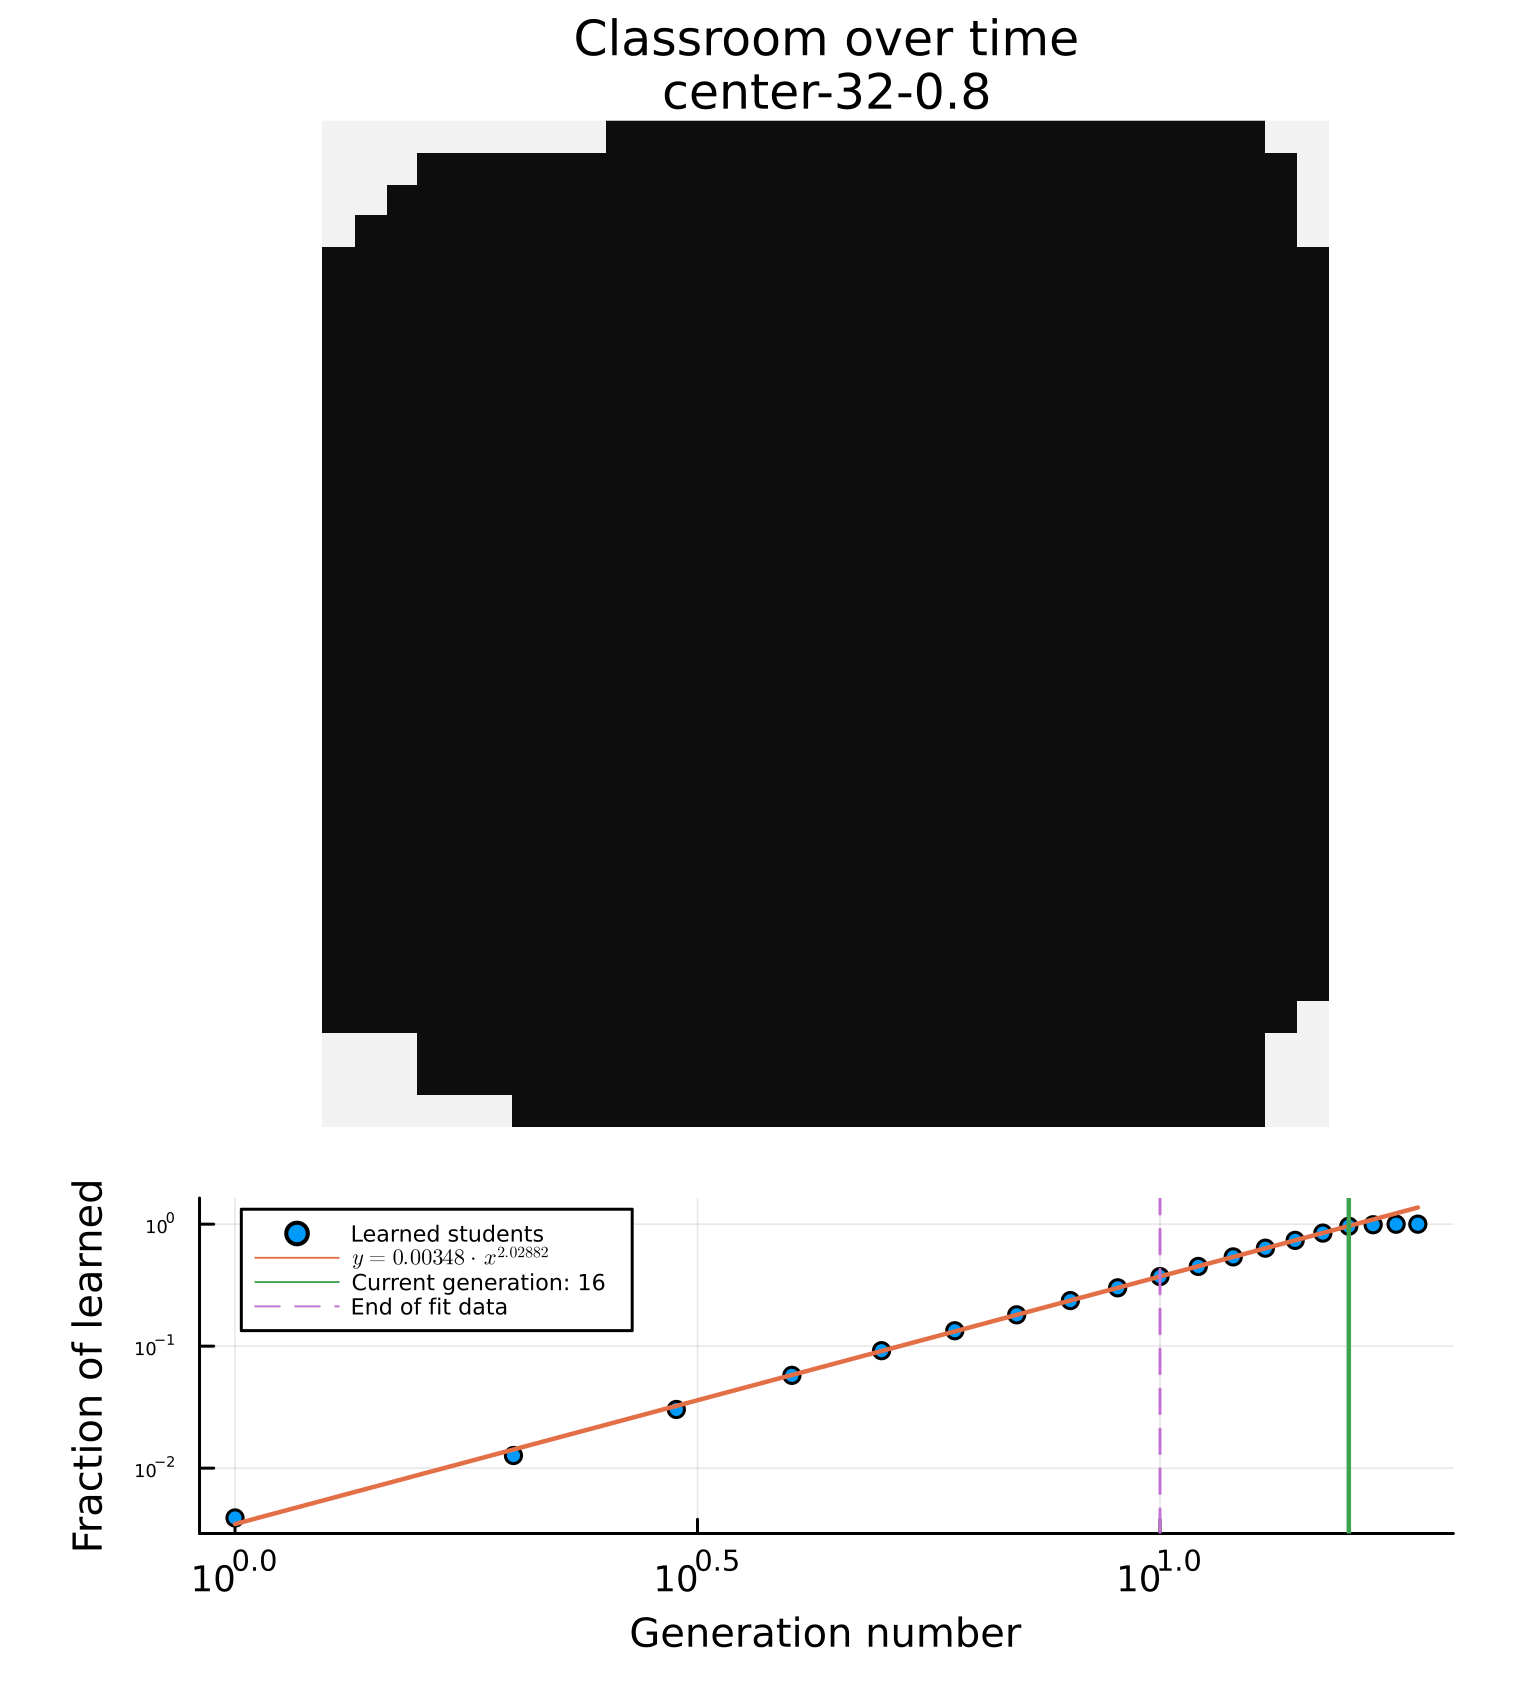 Classroom over time
center-32-0.8
Fraction of learned
10⁰
10⁻¹
10⁻²
Learned students
y = 0.00348 · x^2.02882
Current generation: 16
End of fit data
10^0.0
10^0.5
10^1.0
Generation number